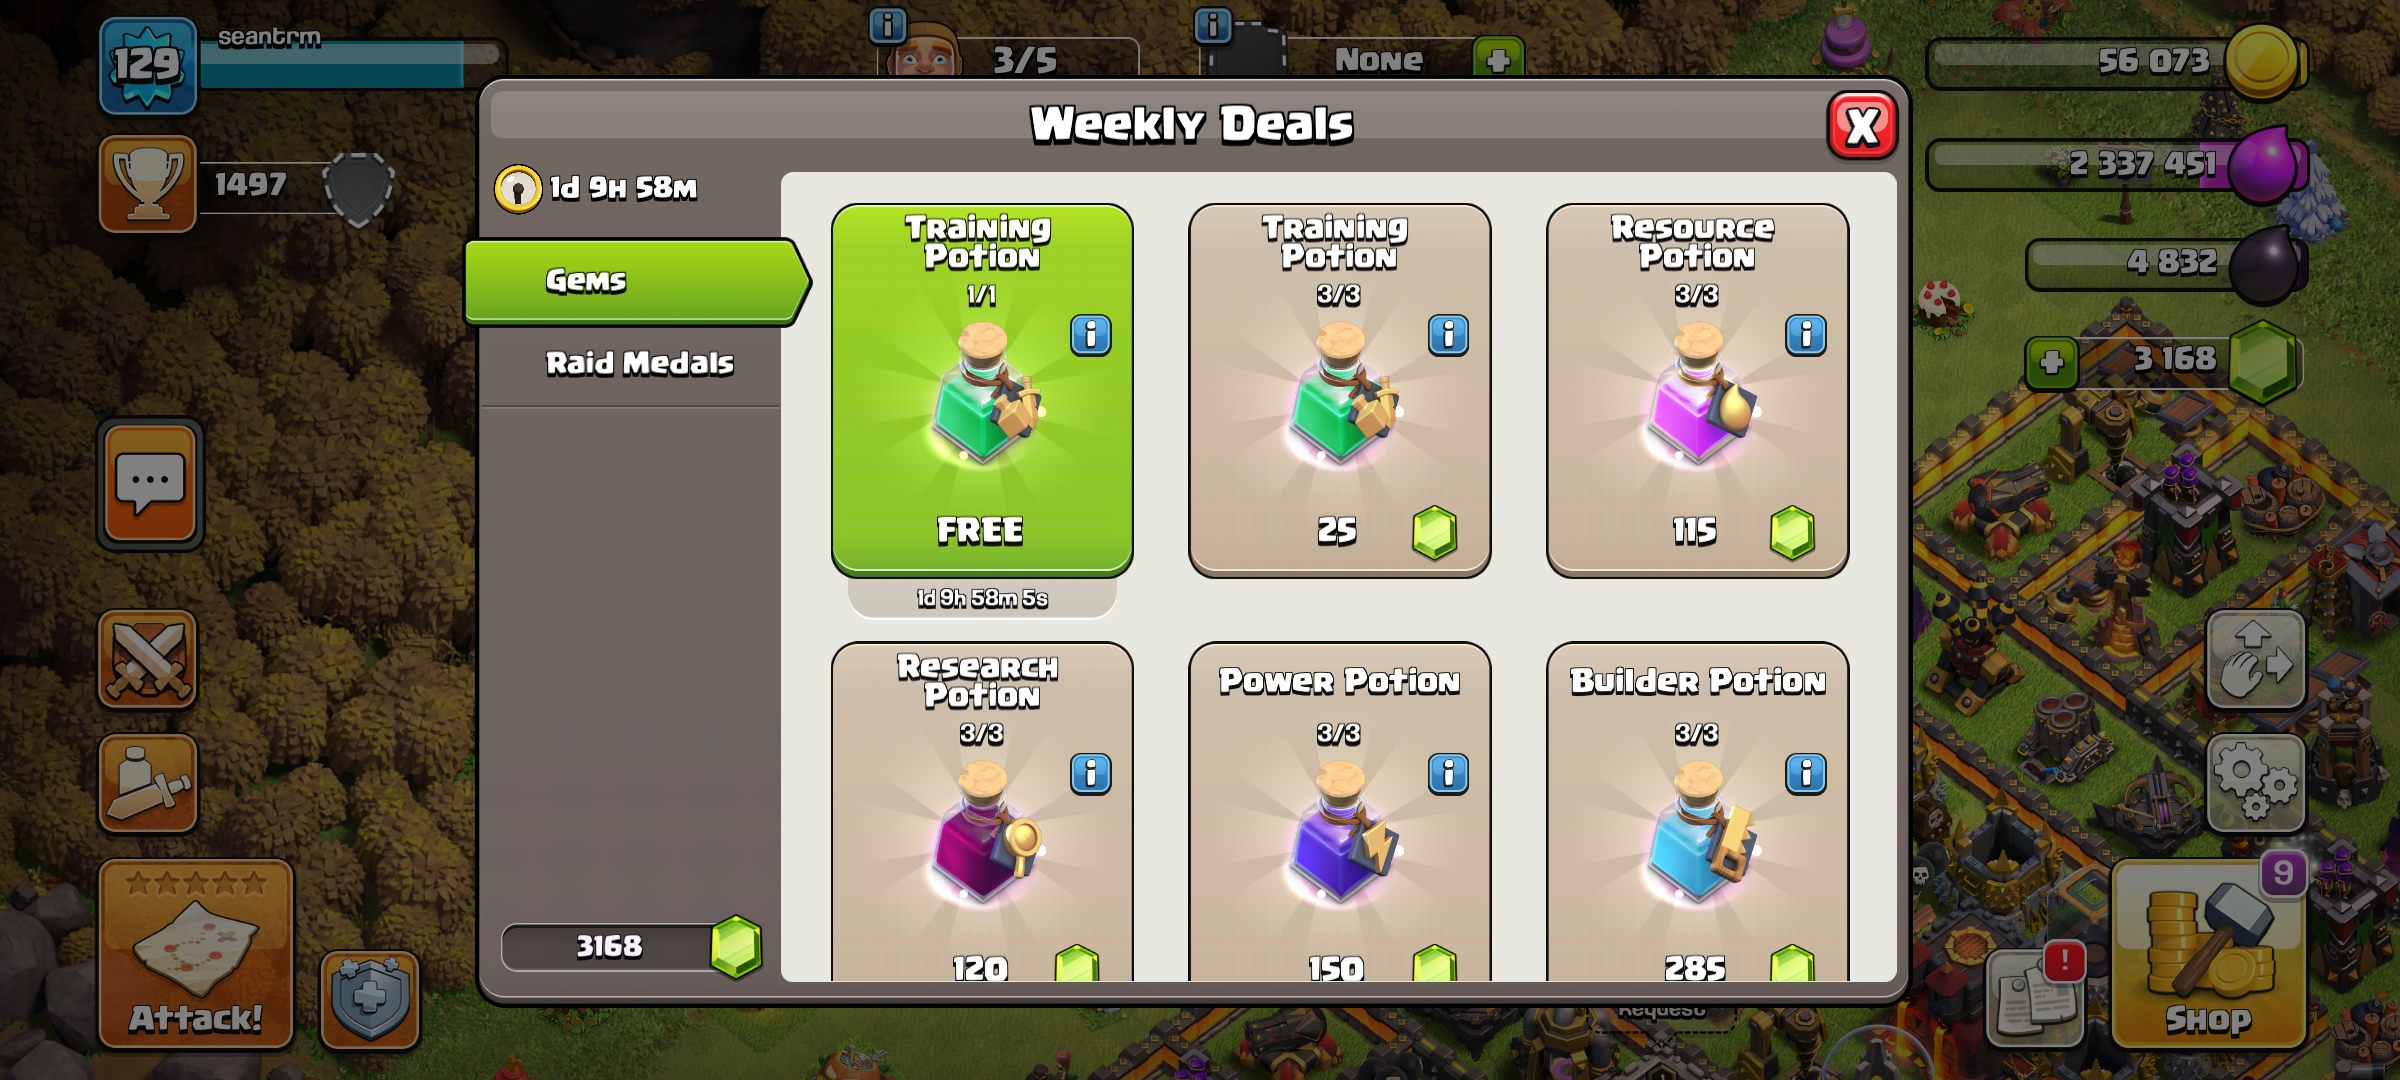 129
seantrm
3/5
None
56 073
Weekly Deals
X
1497
2 337 451
1d 9H 58M
Gems
Raid Medals
4 832
3 168
Training
Potion
1/1
FREE
1d 9h 58m 5s
Training
Potion
3/3
25
Resource
Potion
3/3
115
Research
Potion
3/3
120
Power Potion
3/3
150
Builder Potion
3/3
285
3168
Attack!
Request
9
!
Shop